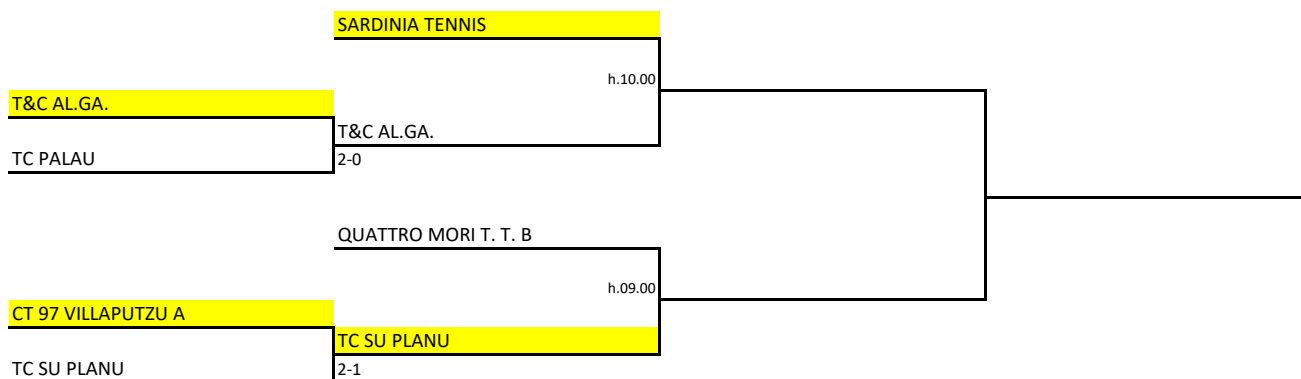 SARDINIA TENNIS
h.10.00
T&C AL.GA.
T&C AL.GA.
TC PALAU
2-0
QUATTRO MORI T. T. B
h.09.00
CT 97 VILLAPUTZU A
TC SU PLANU
TC SU PLANU
2-1